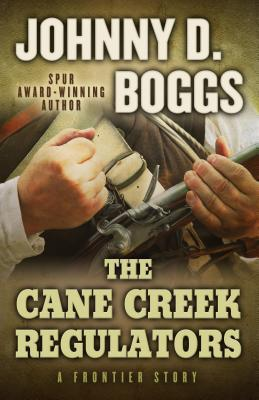 JOHNNY D.
BOGGS
SPUR
AWARD-WINNING
AUTHOR
THE
CANE CREEK
REGULATORS
A FRONTIER STORY